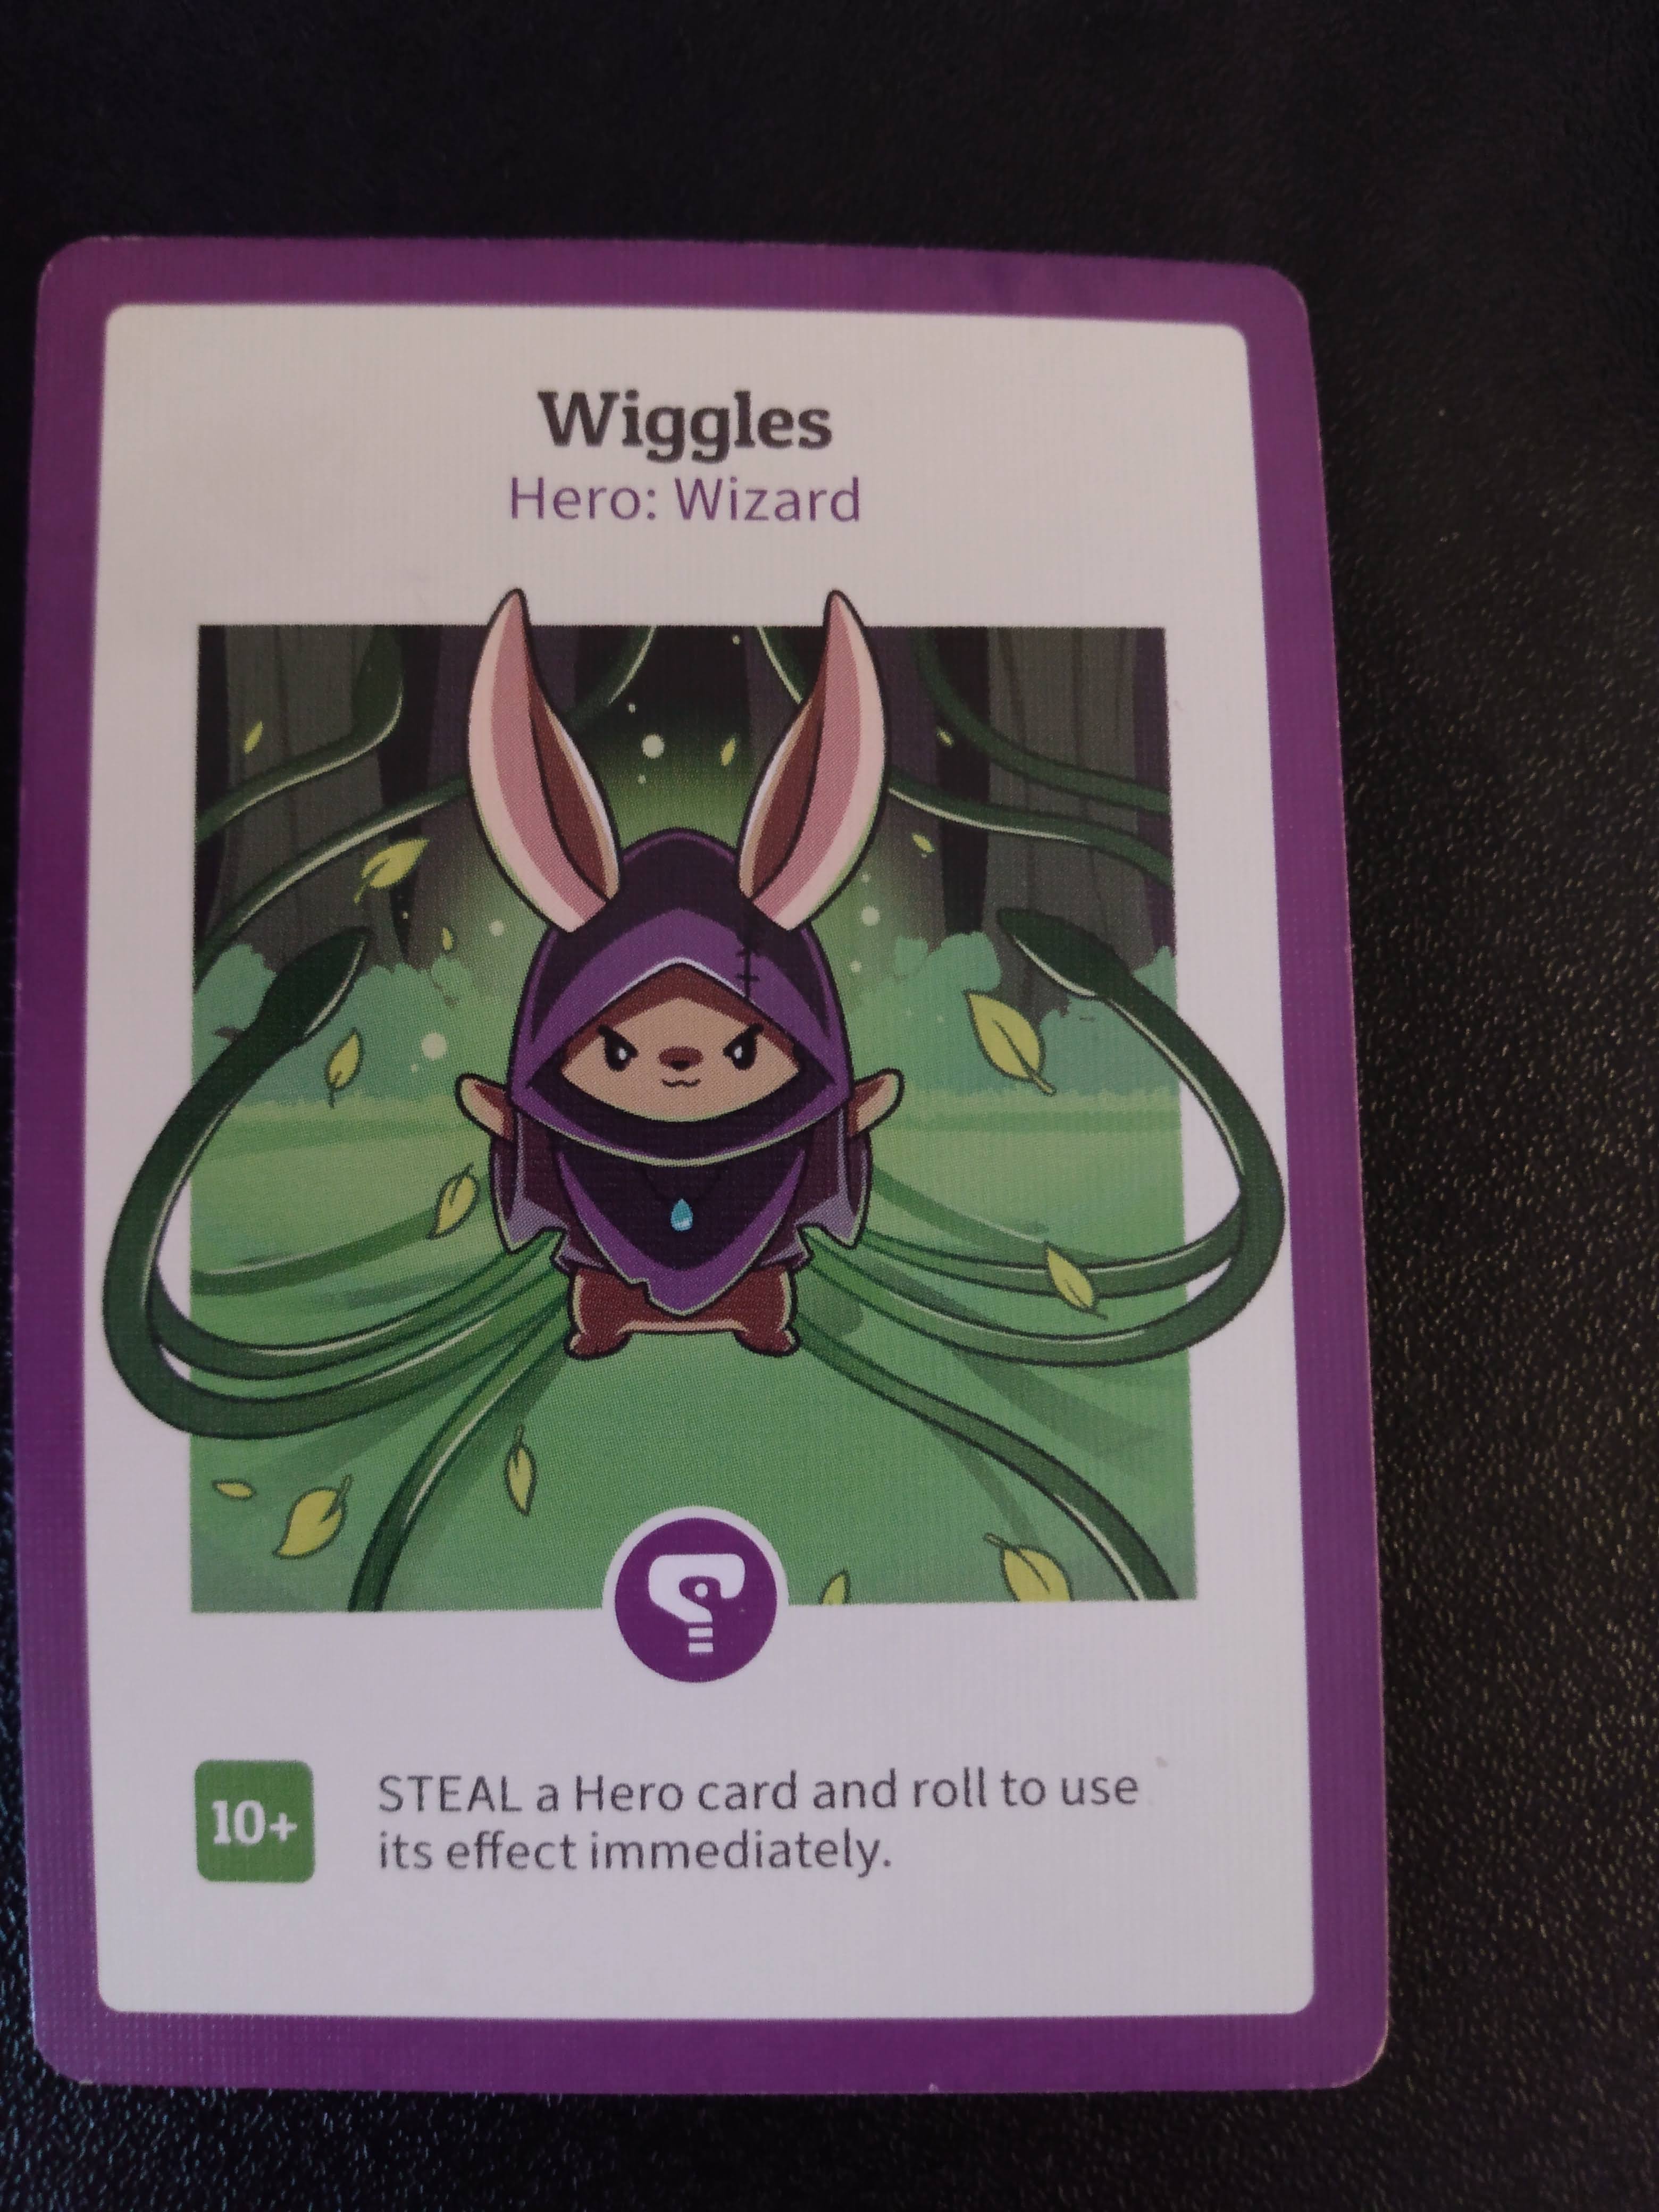 Wiggles
Hero: Wizard
10+
STEAL a Hero card and roll to use
its effect immediately.